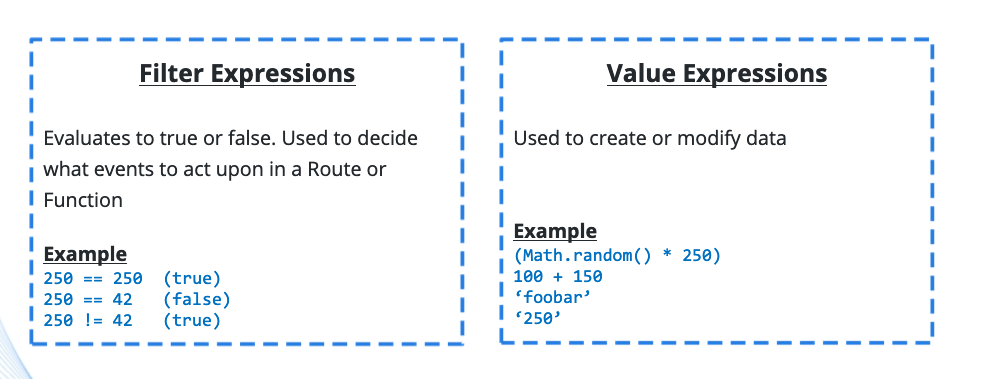 Filter Expressions
Evaluates to true or false. Used to decide
what events to act upon in a Route or
Function
Example
250 == 250 (true)
250 == 42 (false)
250 != 42 (true)
Value Expressions
Used to create or modify data
Example
(Math.random() * 250)
100 + 150
‘foobar’
‘250’